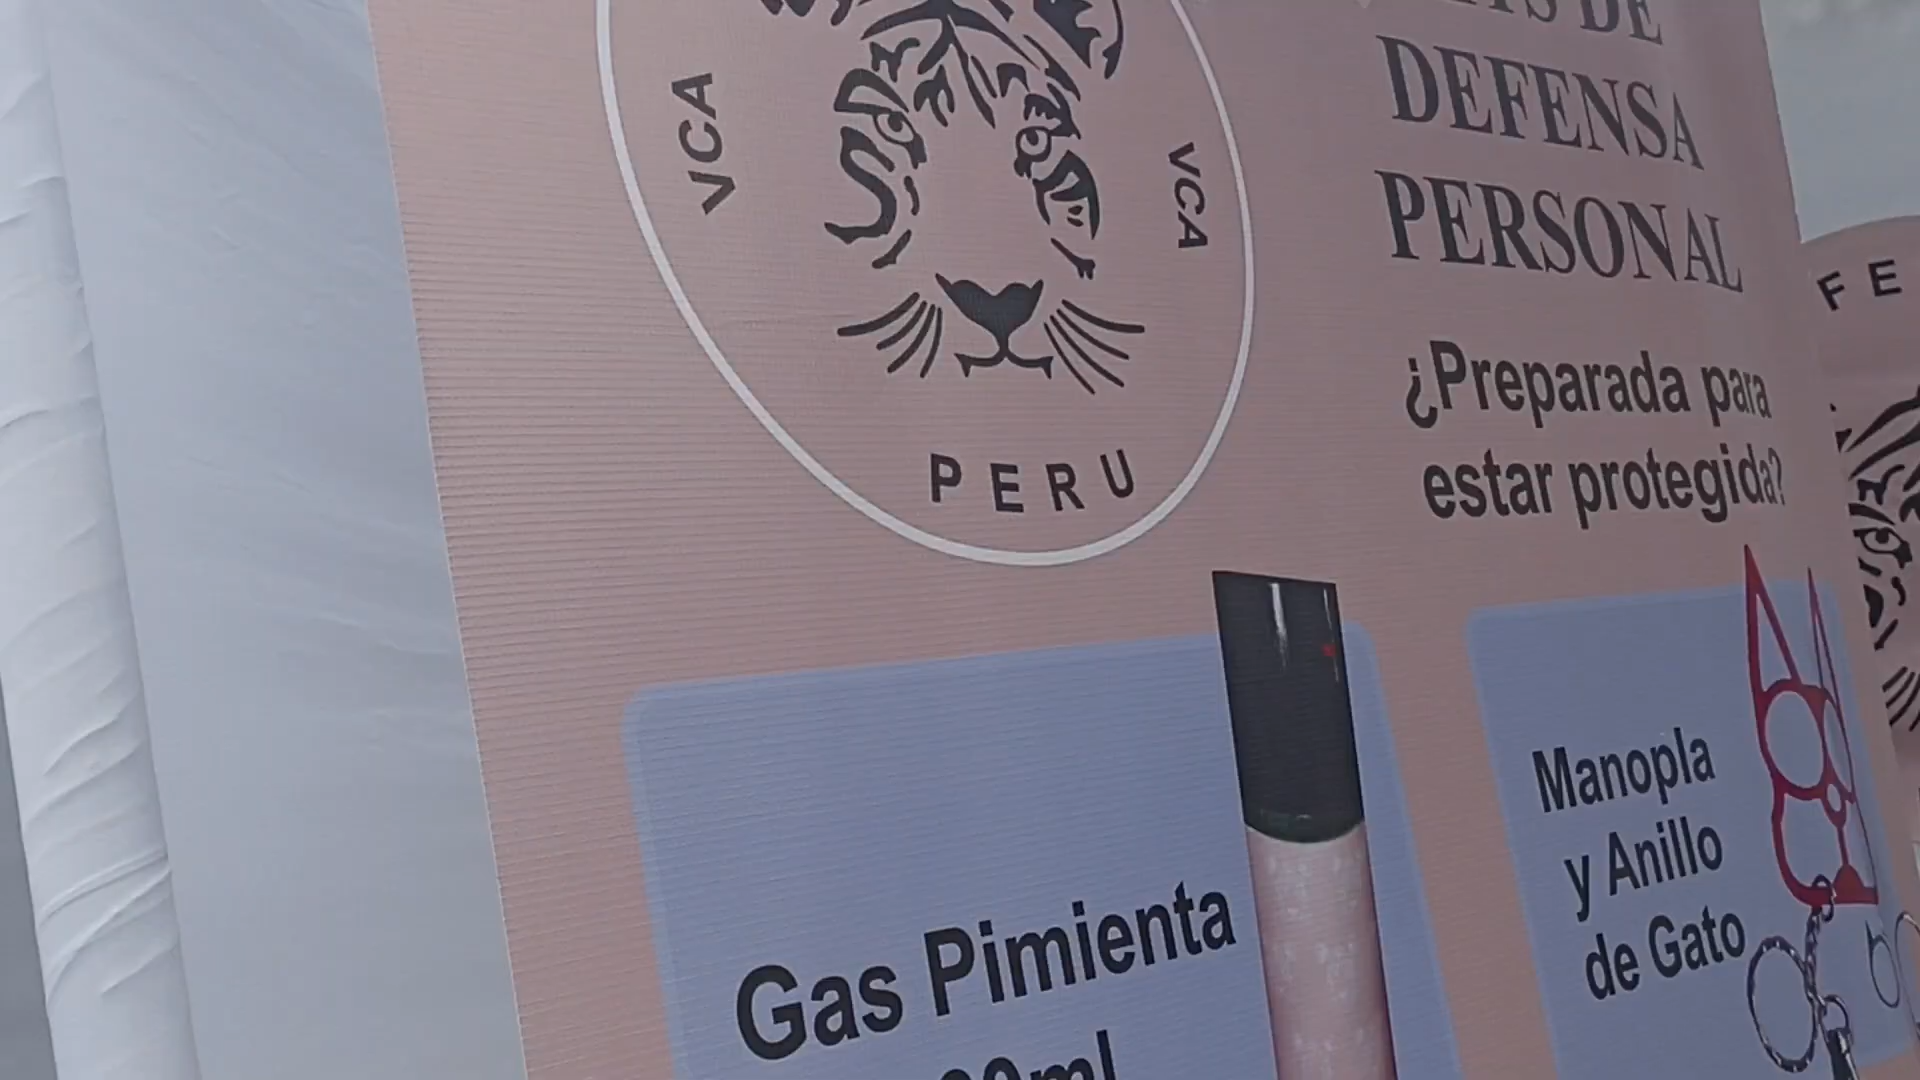 VCA
VCA
PERU
DE
DEFENSA
PERSONAL
¿Preparada para
estar protegida?
FE
Gas Pimienta
Manopla
y Anillo
de Gato